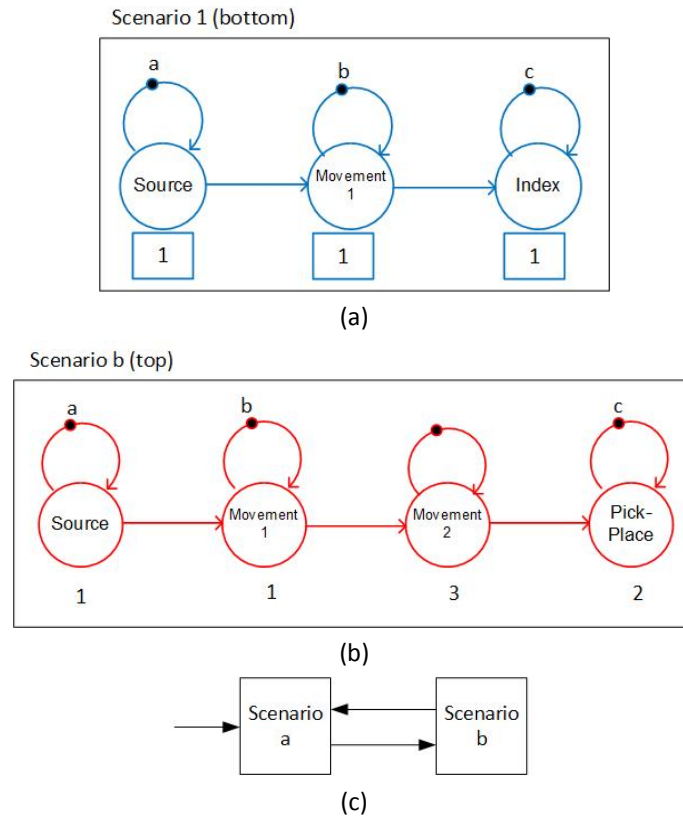 Scenario 1 (bottom)
a b c
Source Movement 1 Index
1 1 1
(a)
Scenario b (top)
a b c
Source Movement 1 Movement 2 Pick-Place
1 1 3 2
(b)
Scenario a Scenario b
(c)